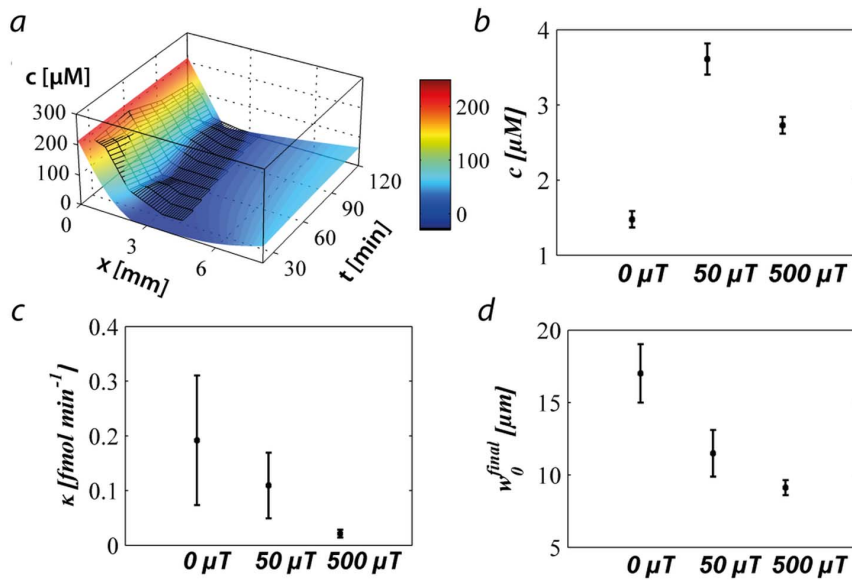 a
c [µM]
300
200
100
0
0
3
6
x [mm]
30
60
90
120
t [min]
200
100
0
b
4
3
2
1
c [µM]
0 µT 50 µT 500 µT
c
0.4
0.3
0.2
0.1
0
κ [fmol min⁻¹]
0 µT 50 µT 500 µT
d
20
15
10
5
w₀^final [µm]
0 µT 50 µT 500 µT